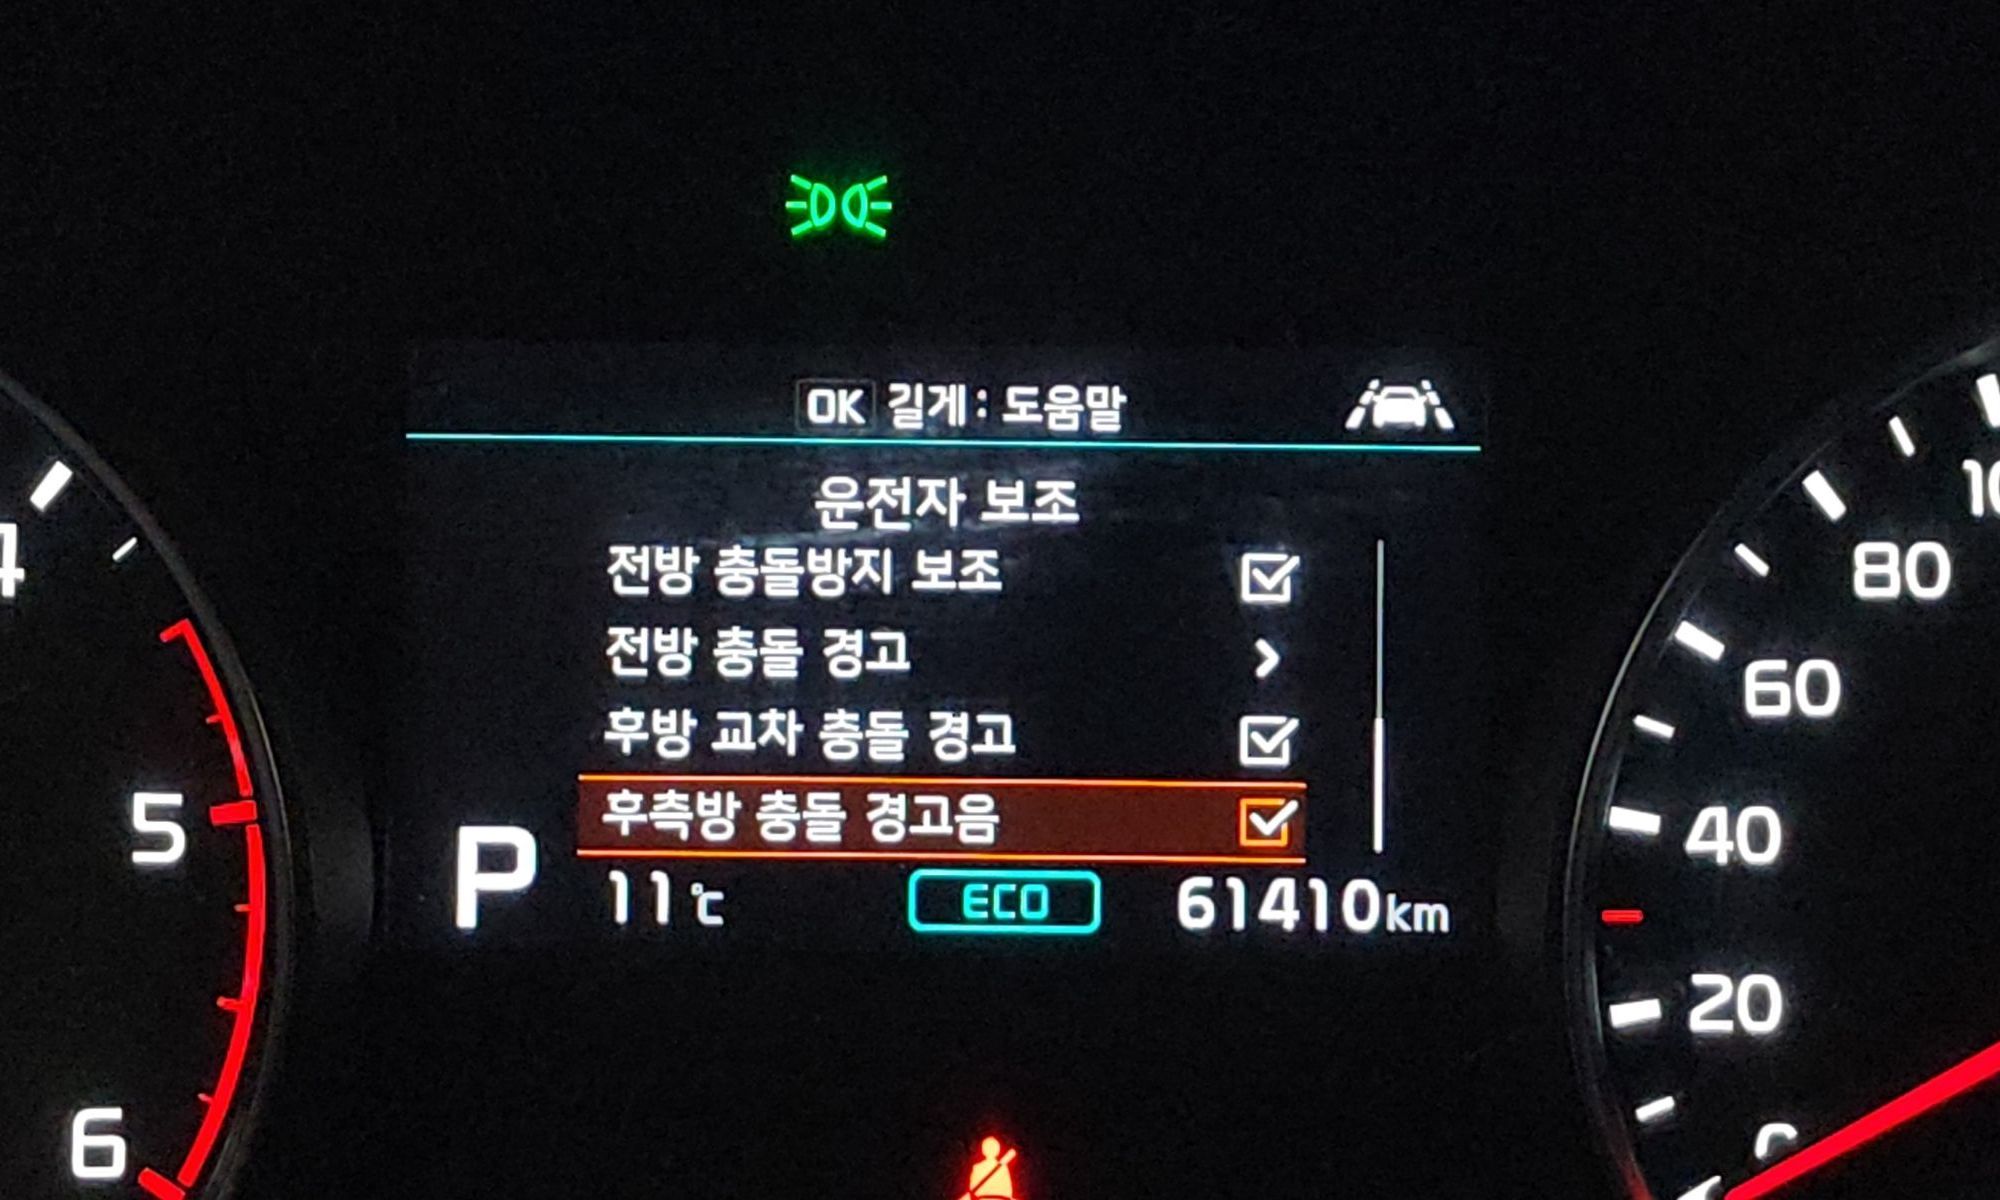 OK 길게 : 도움말
운전자 보조
전방 충돌방지 보조
전방 충돌 경고
후방 교차 충돌 경고
후측방 충돌 경고음
P 11℃ ECO 61410km
4
5
6
80
60
40
20